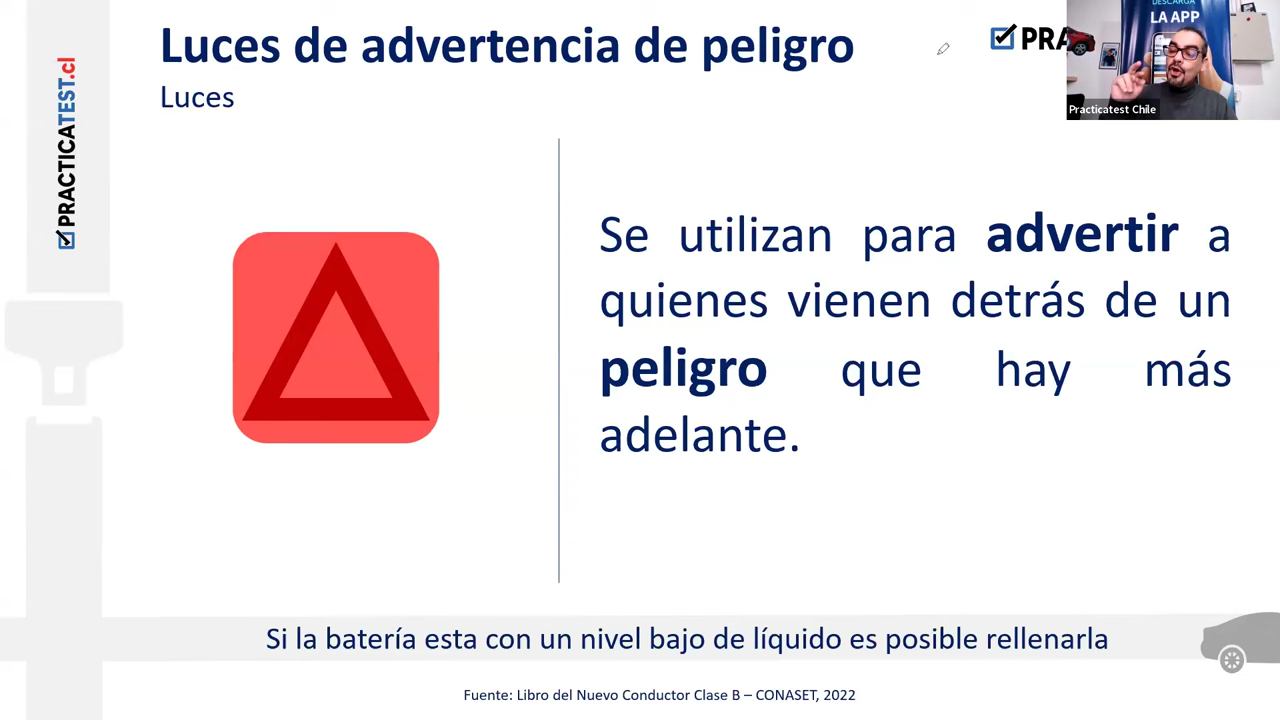 Luces de advertencia de peligro
Luces
PRACTICATEST.cl
PRA
DESCARGA
LA APP
Practicatest Chile
Se utilizan para advertir a
quienes vienen detrás de un
peligro que hay más
adelante.
Si la batería esta con un nivel bajo de líquido es posible rellenarla
Fuente: Libro del Nuevo Conductor Clase B – CONASET, 2022